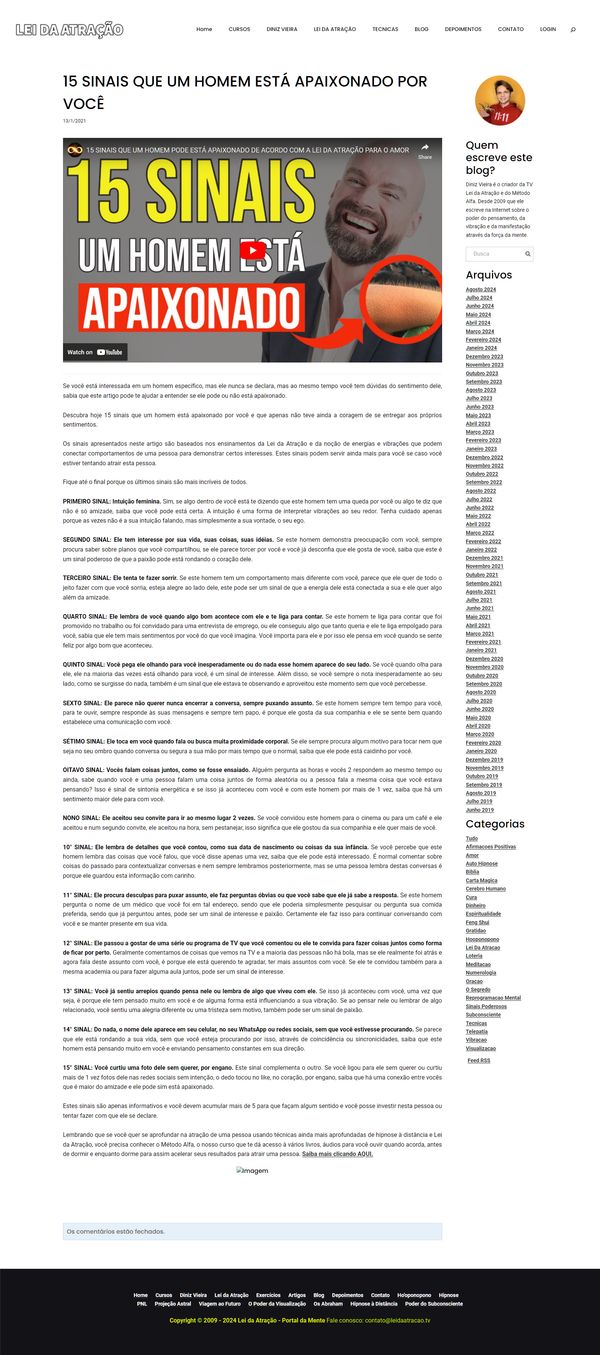 LEI DA ATRAÇÃO
Home CURSOS DINIZ VIEIRA LEI DA ATRAÇÃO TECNICAS BLOG DEPOIMENTOS CONTATO LOGIN
15 SINAIS QUE UM HOMEM ESTÁ APAIXONADO POR
VOCÊ
13/1/2021
15 SINAIS QUE UM HOMEM PODE ESTÁ APAIXONADO DE ACORDO COM A LEI DA ATRAÇÃO PARA O AMOR
Share
15 SINAIS
UM HOMEM ESTÁ
APAIXONADO
Watch on YouTube
Se você está interessada em um homem específico, mas ele nunca se declara, mas ao mesmo tempo você tem dúvidas do sentimento dele,
sabia que este artigo pode te ajudar a entender se ele pode ou não está apaixonado.
Descubra hoje 15 sinais que um homem está apaixonado por você e que apenas não teve ainda a coragem de se entregar aos próprios
sentimentos.
Os sinais apresentados neste artigo são baseados nos ensinamentos da Lei da Atração e da noção de energias e vibrações que podem
conectar comportamentos de uma pessoa para demonstrar certos interesses. Estes sinais podem servir ainda mais para você se caso você
estiver tentando atrair esta pessoa.
Fique até o final porque os últimos sinais são mais incríveis de todos.
PRIMEIRO SINAL: Intuição feminina. Sim, se algo dentro de você está te dizendo que este homem tem uma queda por você ou algo te diz que
não é só amizade, saiba que você pode está certa. A intuição é uma forma de interpretar vibrações ao seu redor. Tenha cuidado apenas
porque as vezes não é a sua intuição falando, mas simplesmente a sua vontade, o seu ego.
SEGUNDO SINAL: Ele tem interesse por sua vida, suas coisas, suas idéias. Se este homem demonstra preocupação com você, sempre
procura saber sobre planos que você compartilhou, se ele parece torcer por você e você já desconfia que ele gosta de você, saiba que este é
um sinal poderoso de que a paixão pode está rondando o coração dele.
TERCEIRO SINAL: Ele tenta te fazer sorrir. Se este homem tem um comportamento mais diferente com você, parece que ele quer de todo o
jeito fazer com que você sorria, esteja alegre ao lado dele, este pode ser um sinal de que a energia dele está conectada a sua e ele quer algo
além da amizade.
QUARTO SINAL: Ele lembra de você quando algo bom acontece com ele e te liga para contar. Se este homem te liga para contar que foi
promovido no trabalho ou foi convidado para uma entrevista de emprego, ou ele conseguiu algo que tanto queria e ele te liga empolgado para
você, sabia que ele tem mais sentimentos por você do que você imagina. Você importa para ele e por isso ele pensa em você quando se sente
feliz por algo bom que aconteceu.
QUINTO SINAL: Você pega ele olhando para você inesperadamente ou do nada esse homem aparece do seu lado. Se você quando olha para
ele, ele na maioria das vezes está olhando para você, é um sinal de interesse. Além disso, se você sempre o nota inesperadamente ao seu
lado, como se surgisse do nada, também é um sinal que ele estava te observando e aproveitou este momento sem que você percebesse.
SEXTO SINAL: Ele parece não querer nunca encerrar a conversa, sempre puxando assunto. Se este homem sempre tem tempo para você,
para te ouvir, sempre responde às suas mensagens e sempre tem papo, é porque ele gosta da sua companhia e ele se sente bem quando
estabelece uma comunicação com você.
SÉTIMO SINAL: Ele toca em você quando fala ou busca muita proximidade corporal. Se ele sempre procura algum motivo para tocar nem que
seja no seu ombro quando conversa ou segura a sua mão por mais tempo que o normal, saiba que ele pode está caidinho por você.
OITAVO SINAL: Vocês falam coisas juntos, como se fosse ensaiado. Alguém pergunta as horas e vocês 2 respondem ao mesmo tempo ou
ainda, sabe quando você e uma pessoa falam uma coisa juntos de forma aleatória ou a pessoa fala a mesma coisa que você estava
pensando? Isso é sinal de sintonia energética e se isso já aconteceu com você e com este homem por mais de 1 vez, saiba que há um
sentimento maior dele para com você.
NONO SINAL: Ele aceitou seu convite para ir ao mesmo lugar 2 vezes. Se você convidou este homem para o cinema ou para um café e ele
aceitou e num segundo convite, ele aceitou na hora, sem pestanejar, isso significa que ele gostou da sua companhia e ele quer mais de você.
10° SINAL: Ele lembra de detalhes que você contou, como sua data de nascimento ou coisas da sua infância. Se você percebe que este
homem lembra das coisas que você falou, que você disse apenas uma vez, saiba que ele pode está interessado. É normal comentar sobre
coisas do passado para contextualizar conversas e nem sempre lembramos posteriormente, mas se uma pessoa lembra destas conversas é
porque ele guardou esta informação com carinho.
11° SINAL: Ele procura desculpas para puxar assunto, ele faz perguntas óbvias ou que você sabe que ele já sabe a resposta. Se este homem
pergunta o nome de um médico que você foi em tal endereço, sendo que ele poderia simplesmente pesquisar ou pergunta sua comida
preferida, sendo que já perguntou antes, pode ser um sinal de interesse e paixão. Certamente ele faz isso para continuar conversando com
você e se manter presente em sua vida.
12° SINAL: Ele passou a gostar de uma série ou programa de TV que você comentou ou ele te convida para fazer coisas juntos como forma
de ficar por perto. Geralmente comentamos de coisas que vemos na TV e a maioria das pessoas não há bola, mas se ele realmente foi atrás e
agora fala deste assunto com você, é porque ele está querendo te agradar, ter mais assuntos com você. Se ele te convidou também para a
mesma academia ou para fazer alguma aula juntos, pode ser um sinal de interesse.
13° SINAL: Você já sentiu arrepios quando pensa nele ou lembra de algo que viveu com ele. Se isso já aconteceu com você, uma vez que
seja, é porque ele tem pensado muito em você e de alguma forma está influenciando a sua vibração. Se ao pensar nele ou lembrar de algo
relacionado, você sentiu uma alegria diferente ou uma tristeza sem motivo, também pode ser um sinal de paixão.
14° SINAL: Do nada, o nome dele aparece em seu celular, no seu WhatsApp ou redes sociais, sem que você estivesse procurando. Se parece
que ele está rondando a sua vida, sem que você esteja procurando por isso, através de coincidência ou sincronicidades, saiba que este
homem está pensando muito em você e enviando pensamento constantes em sua direção.
15° SINAL: Você curtiu uma foto dele sem querer, por engano. Este sinal complementa o outro. Se você ligou para ele sem querer ou curtiu
mais de 1 vez fotos dele nas redes sociais sem intenção, o dedo tocou no like, no coração, por engano, saiba que há uma conexão entre vocês
que é maior do amizade e ele pode sim está apaixonado.
Estes sinais são apenas informativos e você devem acumular mais de 5 para que façam algum sentido e você posse investir nesta pessoa ou
tentar fazer com que ele se declare.
Lembrando que se você quer se aprofundar na atração de uma pessoa usando técnicas ainda mais aprofundadas de hipnose à distância e Lei
da Atração, você precisa conhecer o Método Alfa, o nosso curso que te dá acesso à vários livros, áudios para você ouvir quando acorda, antes
de dormir e enquanto dorme para assim acelerar seus resultados para atrair uma pessoa. Saiba mais clicando AQUI.
Imagem
Os comentários estão fechados.
11:11
Quem
escreve este
blog?
Diniz Vieira é o criador da TV
Lei da Atração e do Método
Alfa. Desde 2009 que ele
escreve na Internet sobre o
poder do pensamento, da
vibração e da manifestação
através da força da mente.
Busca
Arquivos
Agosto 2024
Julho 2024
Junho 2024
Maio 2024
Abril 2024
Março 2024
Fevereiro 2024
Janeiro 2024
Dezembro 2023
Novembro 2023
Outubro 2023
Setembro 2023
Agosto 2023
Julho 2023
Junho 2023
Maio 2023
Abril 2023
Março 2023
Fevereiro 2023
Janeiro 2023
Dezembro 2022
Novembro 2022
Outubro 2022
Setembro 2022
Agosto 2022
Julho 2022
Junho 2022
Maio 2022
Abril 2022
Março 2022
Fevereiro 2022
Janeiro 2022
Dezembro 2021
Novembro 2021
Outubro 2021
Setembro 2021
Agosto 2021
Julho 2021
Junho 2021
Maio 2021
Março 2021
Abril 2021
Fevereiro 2021
Janeiro 2021
Dezembro 2020
Novembro 2020
Outubro 2020
Setembro 2020
Agosto 2020
Julho 2020
Junho 2020
Maio 2020
Abril 2020
Março 2020
Fevereiro 2020
Janeiro 2020
Dezembro 2019
Novembro 2019
Outubro 2019
Setembro 2019
Agosto 2019
Julho 2019
Junho 2019
Categorias
Tudo
Afirmacoes Positivas
Amor
Auto Hipnose
Bíblia
Carta Magica
Cerebro Humano
Cura
Dinheiro
Espiritualidade
Feng Shui
Gratidao
Hooponopono
Lei Da Atracao
Loteria
Meditacao
Numerologia
Oracao
O Segredo
Reprogramacao Mental
Sinais Poderosos
Subconsciente
Tecnicas
Telepatia
Vibracao
Visualizacao
Feed RSS
Home Cursos Diniz Vieira Lei da Atração Exercícios Artigos Blog Depoimentos Contato Ho'oponopono Hipnose
PNL Projeção Astral Viagem ao Futuro O Poder da Visualização Os Abraham Hipnose à Distância Poder do Subconsciente
Copyright © 2009 - 2024 Lei da Atração - Portal da Mente Fale conosco: contato@leidaatracao.tv